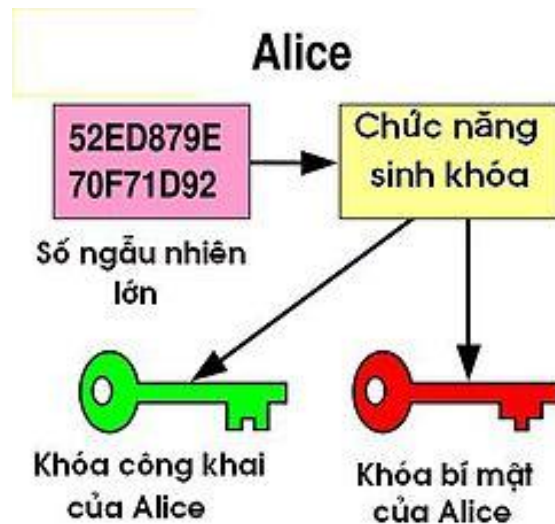 Alice
52ED879E
70F71D92
Chức năng
sinh khóa
Số ngẫu nhiên
lớn
Khóa công khai
của Alice
Khóa bí mật
của Alice